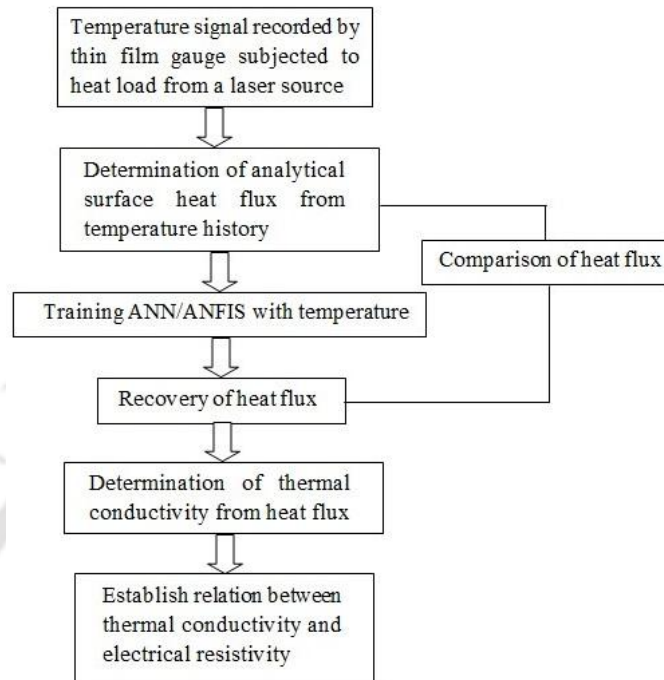 Temperature signal recorded by
thin film gauge subjected to
heat load from a laser source
Determination of analytical
surface heat flux from
temperature history
Comparison of heat flux
Training ANN/ANFIS with temperature
Recovery of heat flux
Determination of thermal
conductivity from heat flux
Establish relation between
thermal conductivity and
electrical resistivity